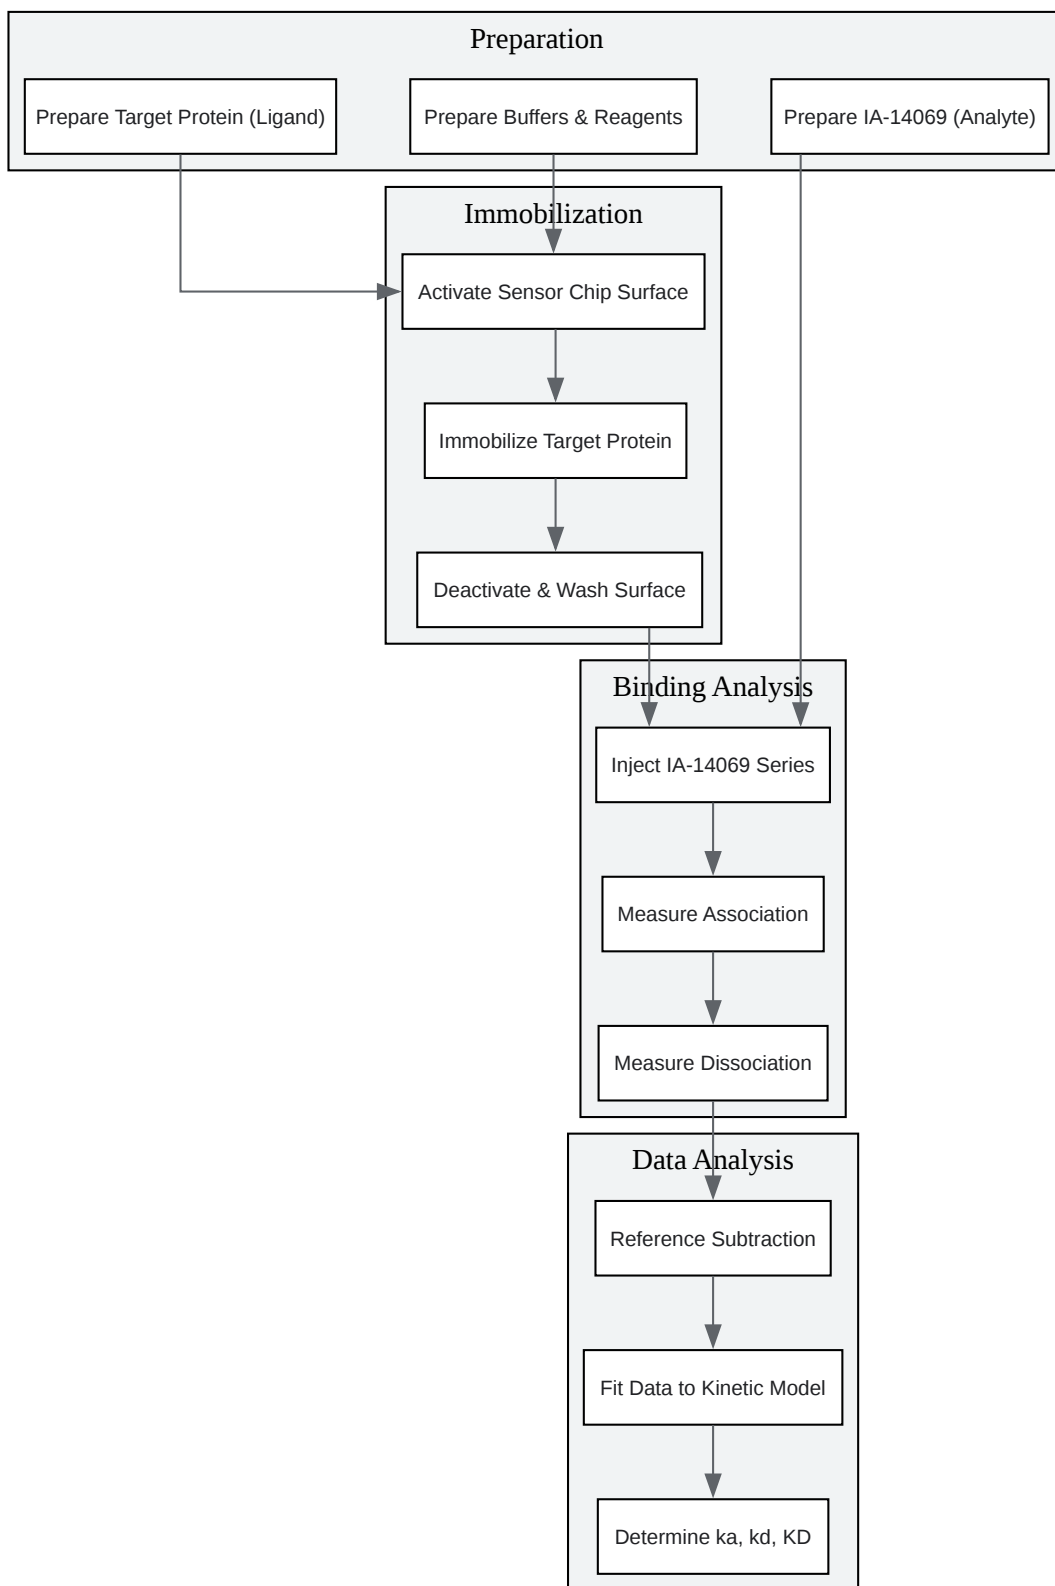 Preparation
Prepare Target Protein (Ligand)
Prepare Buffers & Reagents
Prepare IA-14069 (Analyte)
Immobilization
Activate Sensor Chip Surface
Immobilize Target Protein
Deactivate & Wash Surface
Binding Analysis
Inject IA-14069 Series
Measure Association
Measure Dissociation
Data Analysis
Reference Subtraction
Fit Data to Kinetic Model
Determine ka, kd, KD